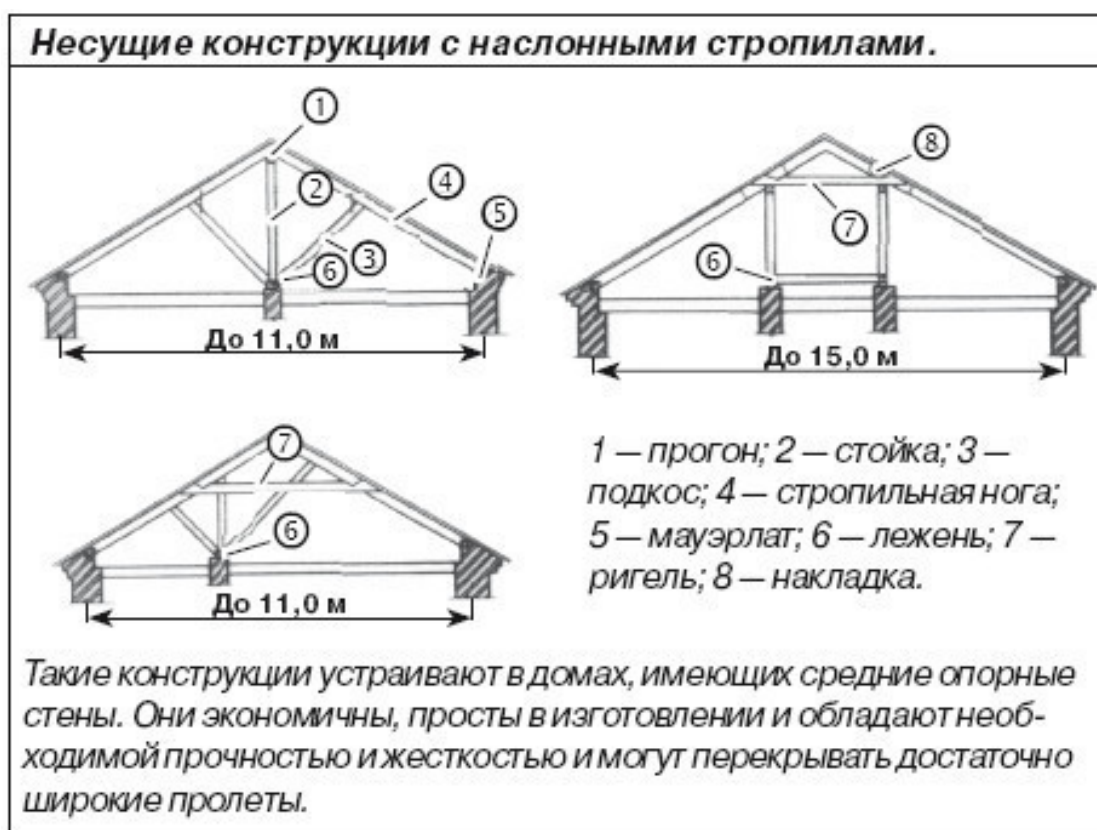 Несущие конструкции с наслонными стропилами.
1
2
3
4
5
6
До 11,0 м
8
7
6
До 15,0 м
7
6
До 11,0 м
1 — прогон; 2 — стойка; 3 —
подкос; 4 — стропильная нога;
5 — мауэрлат; 6 — лежень; 7 —
ригель; 8 — накладка.
Такие конструкции устраивают в домах, имеющих средние опорные
стены. Они экономичны, просты в изготовлении и обладают необ-
ходимой прочностью и жесткостью и могут перекрывать достаточно
широкие пролеты.